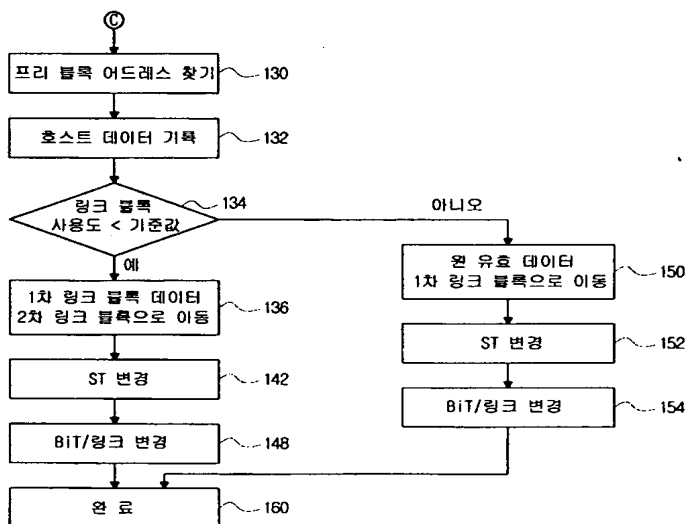 C
프리 블록 어드레스 찾기
130
호스트 데이터 기록
132
링크 블록
사용도 < 기준값
134
아니오
예
1차 링크 블록 데이터
2차 링크 블록으로 이동
136
원 유효 데이터
1차 링크 블록으로 이동
150
ST 변경
142
ST 변경
152
BiT/링크 변경
148
BiT/링크 변경
154
완료
160